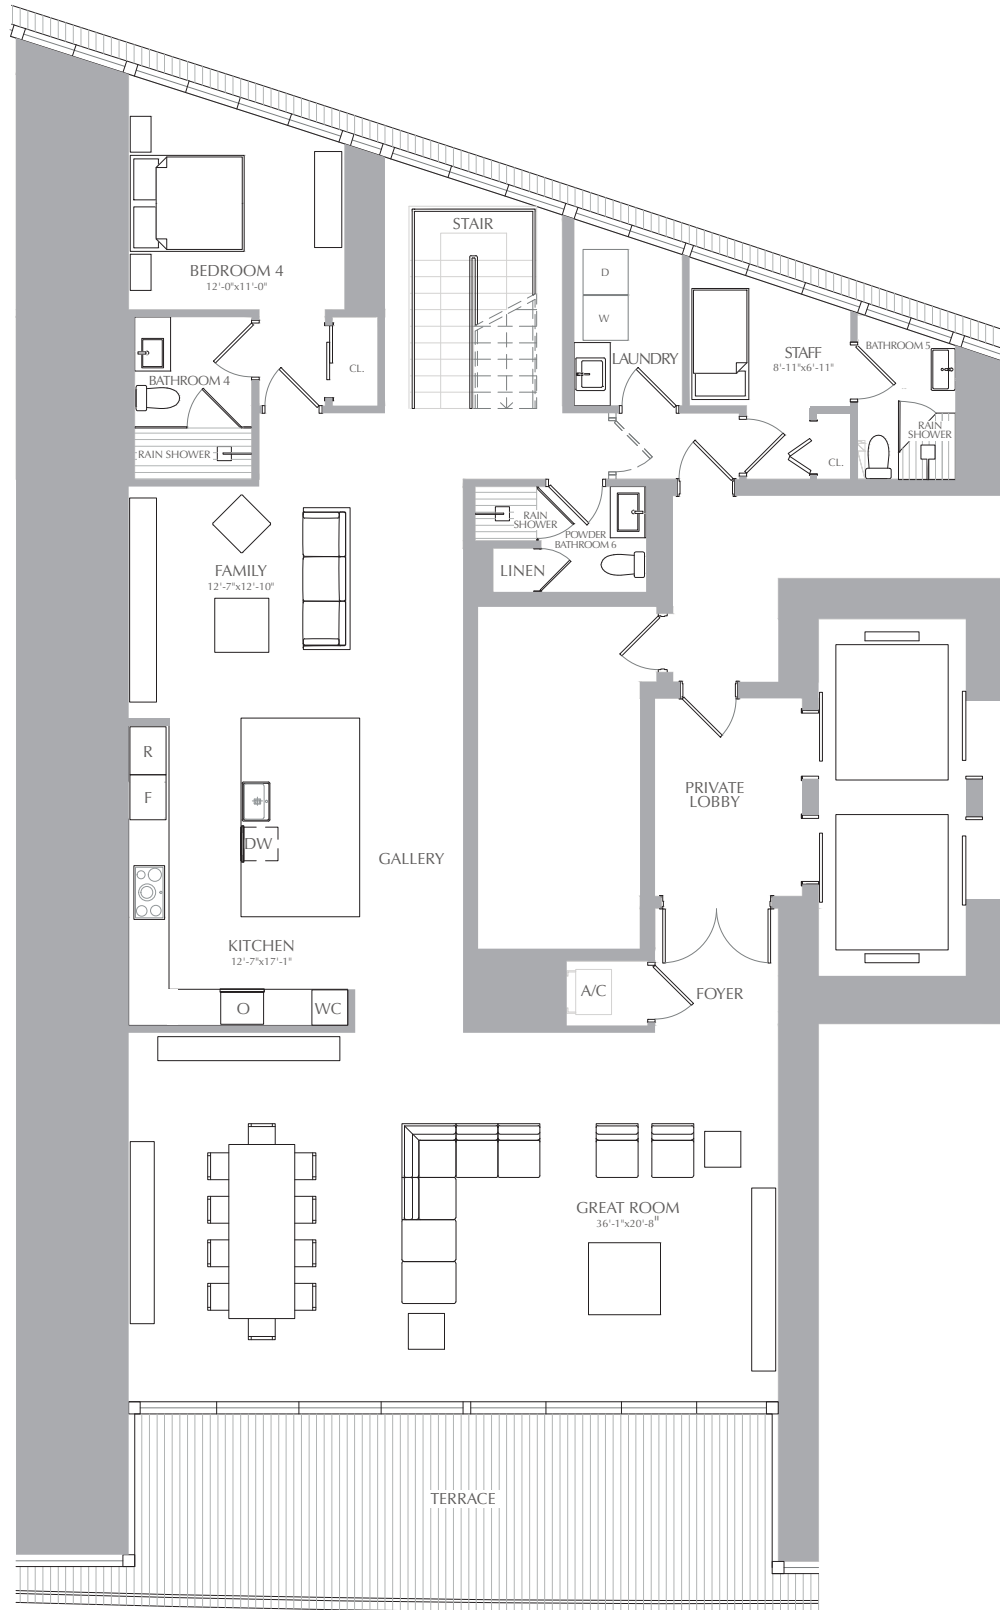 STAIR
BEDROOM 4
12'-0"x11'-0"
D
W
LAUNDRY
BATHROOM 5
STAFF
8'-11"x6'-11"
CL.
BATHROOM 4
RAIN SHOWER
RAIN
SHOWER
CL.
RAIN
SHOWER
POWDER
BATHROOM 6
LINEN
FAMILY
12'-7"x12'-10"
R
F
DW
PRIVATE
LOBBY
GALLERY
KITCHEN
12'-7"x17'-1"
O
WC
A/C
FOYER
GREAT ROOM
36'-1"x20'-8"
TERRACE